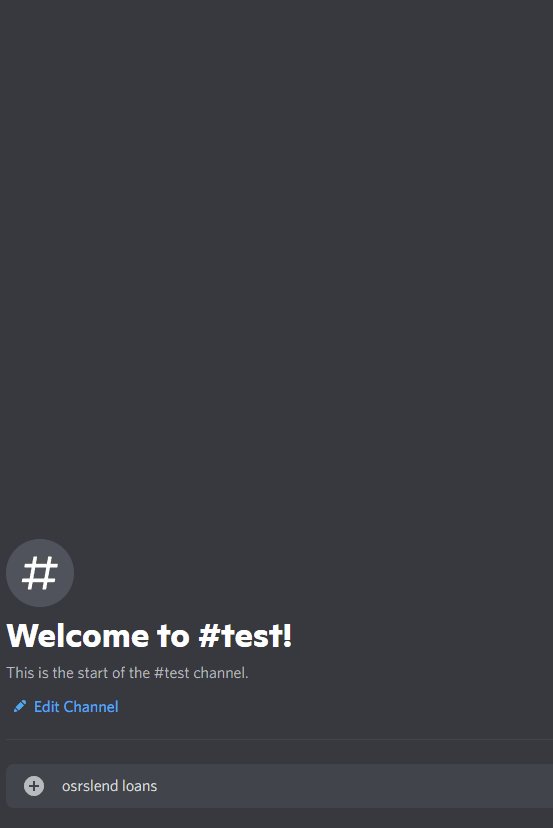 #
Welcome to #test!
This is the start of the #test channel.
Edit Channel
osrslend loans